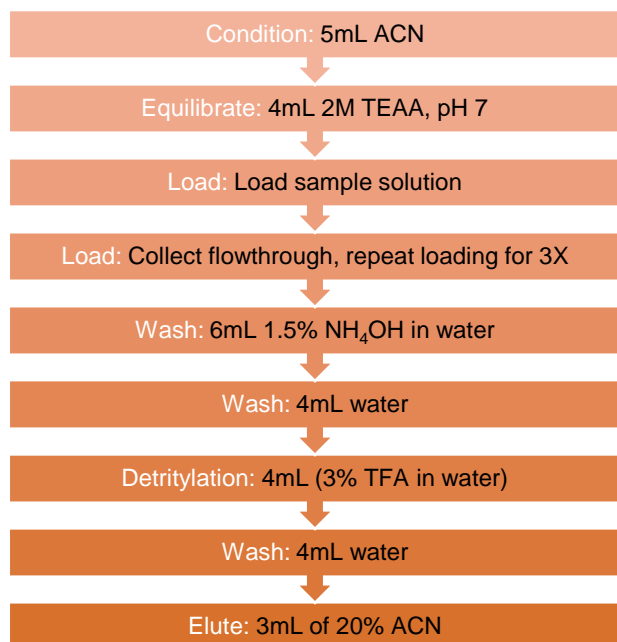 Condition: 5mL ACN
Equilibrate: 4mL 2M TEAA, pH 7
Load: Load sample solution
Load: Collect flowthrough, repeat loading for 3X
Wash: 6mL 1.5% NH₄OH in water
Wash: 4mL water
Detritylation: 4mL (3% TFA in water)
Wash: 4mL water
Elute: 3mL of 20% ACN